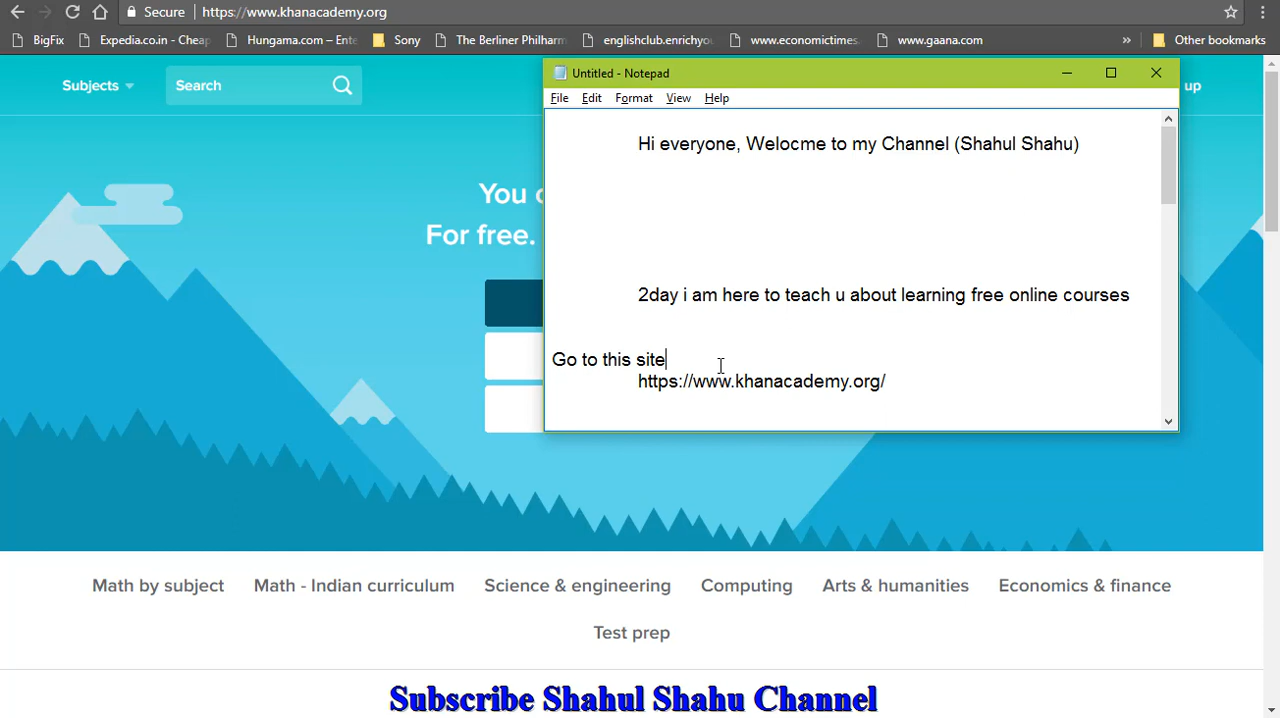 Secure https://www.khanacademy.org
BigFix Expedia.co.in - Cheap Hungama.com – Ente Sony The Berliner Philharm englishclub.enrichyo www.economictimes. www.gaana.com » Other bookmarks
Untitled - Notepad
Subjects Search up
File Edit Format View Help
Hi everyone, Welocme to my Channel (Shahul Shahu)
You
For free.
2day i am here to teach u about learning free online courses
Go to this site
https://www.khanacademy.org/
Math by subject Math - Indian curriculum Science & engineering Computing Arts & humanities Economics & finance
Test prep
Subscribe Shahul Shahu Channel